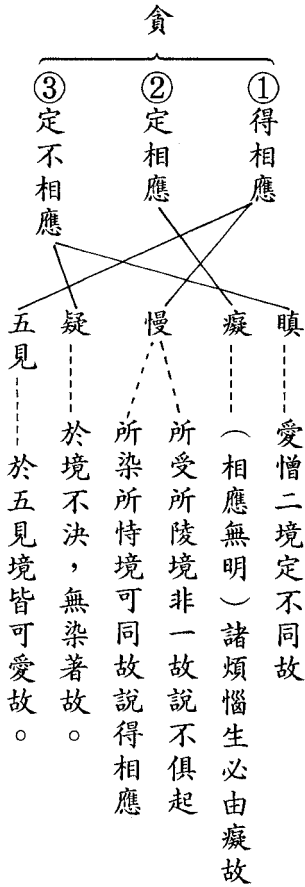 貪
①得相應
②定相應
③定不相應
瞋
愛憎二境定不同故
癡
（相應無明）諸煩惱生必由癡故
慢
所受所陵境非一故說不俱起
所染所恃境可同故說得相應
疑
於境不決，無染著故。
五見
於五見境皆可愛故。